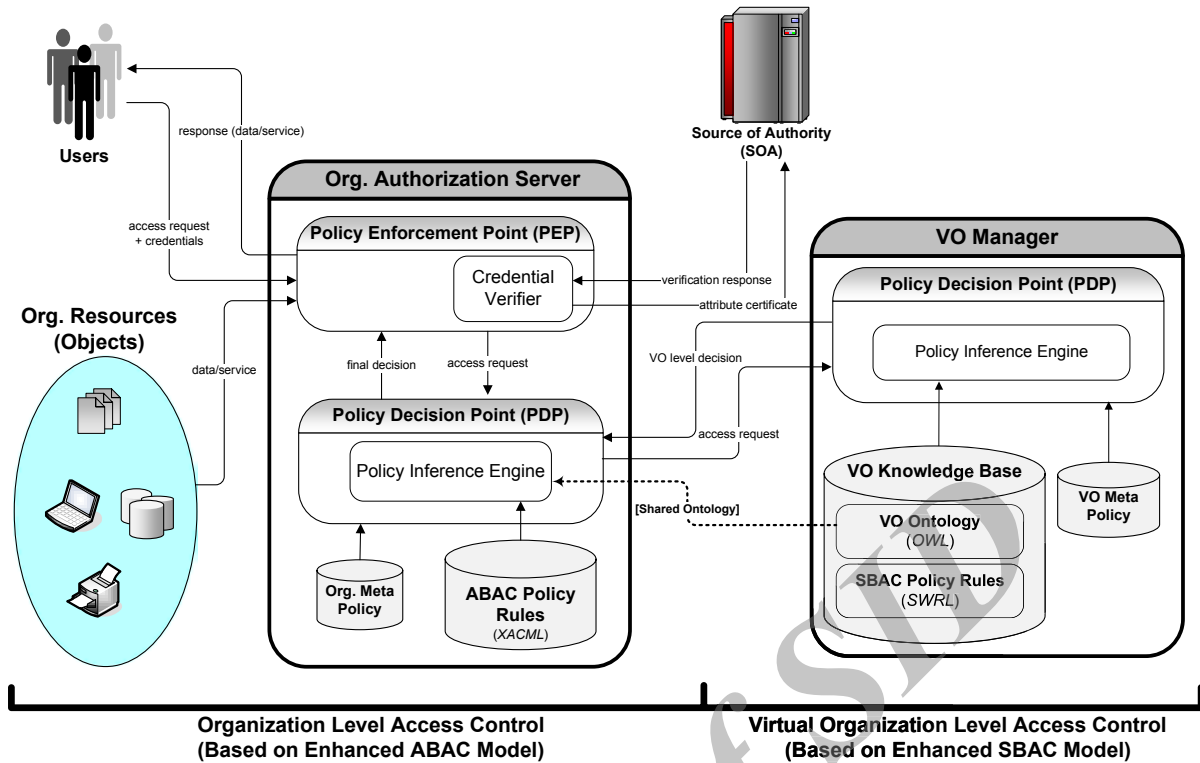 Users
response (data/service)
access request
+ credentials
Org. Resources
(Objects)
data/service
Org. Authorization Server
Policy Enforcement Point (PEP)
Credential
Verifier
final decision
access request
Policy Decision Point (PDP)
Policy Inference Engine
Org. Meta
Policy
ABAC Policy
Rules
(XACML)
Source of Authority
(SOA)
verification response
attribute certificate
VO level decision
access request
[Shared Ontology]
VO Manager
Policy Decision Point (PDP)
Policy Inference Engine
VO Knowledge Base
VO Ontology
(OWL)
SBAC Policy Rules
(SWRL)
VO Meta
Policy
Organization Level Access Control
(Based on Enhanced ABAC Model)
Virtual Organization Level Access Control
(Based on Enhanced SBAC Model)
f SID